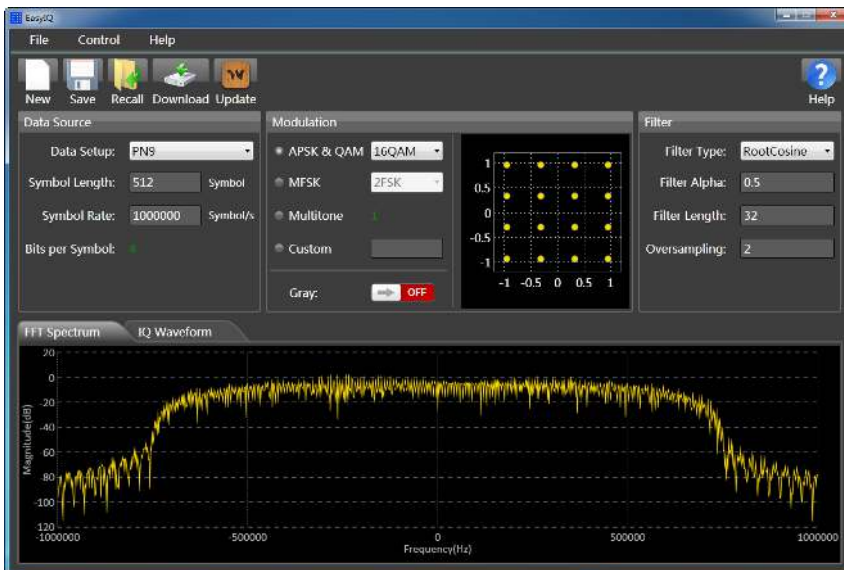 EasyIQ
File Control Help
New Save Recall Download Update Help
Data Source
Data Setup: PN9
Symbol Length: 512 Symbol
Symbol Rate: 1000000 Symbol/s
Bits per Symbol:
Modulation
APSK & QAM 16QAM
MFSK 2FSK
Multitone 1
Custom
Gray: OFF
1
0.5
0
-0.5
-1
-1 -0.5 0 0.5 1
Filter
Filter Type: RootCosine
Filter Alpha: 0.5
Filter Length: 32
Oversampling: 2
FFT Spectrum IQ Waveform
Magnitude(dB)
20
0
-20
-40
60
80
-100
120
-1000000 -500000 0 500000 1000000
Frequency(Hz)